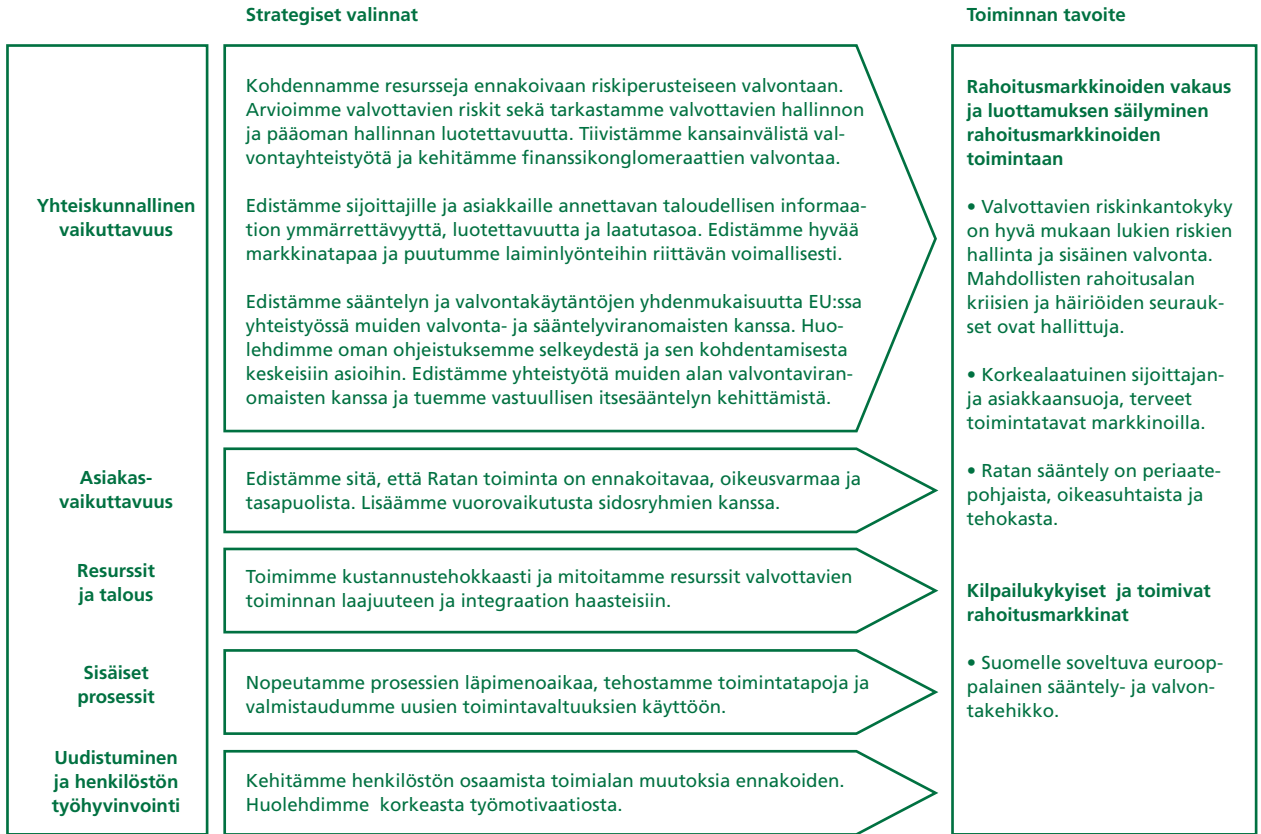 Strategiset valinnat
Toiminnan tavoite
Yhteiskunnallinen
vaikuttavuus
Kohdennamme resursseja ennakoivaan riskiperusteiseen valvontaan.
Arvioimme valvottavien riskit sekä tarkastamme valvottavien hallinnon
ja pääoman hallinnan luotettavuutta. Tiivistämme kansainvälistä val-
vontayhteistyötä ja kehitämme finanssikonglomeraattien valvontaa.
Edistämme sijoittajille ja asiakkaille annettavan taloudellisen informaa-
tion ymmärrettävyyttä, luotettavuutta ja laatutasoa. Edistämme hyvää
markkinatapaa ja puutumme laiminlyönteihin riittävän voimallisesti.
Edistämme sääntelyn ja valvontakäytäntöjen yhdenmukaisuutta EU:ssa
yhteistyössä muiden valvonta- ja sääntelyviranomaisten kanssa. Huo-
lehdimme oman ohjeistuksemme selkeydestä ja sen kohdentamisesta
keskeisiin asioihin. Edistämme yhteistyötä muiden alan valvontaviran-
omaisten kanssa ja tuemme vastuullisen itsesääntelyn kehittämistä.
Asiakas-
vaikuttavuus
Edistämme sitä, että Ratan toiminta on ennakoitavaa, oikeusvarmaa ja
tasapuolista. Lisäämme vuorovaikutusta sidosryhmien kanssa.
Resurssit
ja talous
Toimimme kustannustehokkaasti ja mitoitamme resurssit valvottavien
toiminnan laajuuteen ja integraation haasteisiin.
Sisäiset
prosessit
Nopeutamme prosessien läpimenoaikaa, tehostamme toimintatapoja ja
valmistaudumme uusien toimintavaltuuksien käyttöön.
Uudistuminen
ja henkilöstön
työhyvinvointi
Kehitämme henkilöstön osaamista toimialan muutoksia ennakoiden.
Huolehdimme korkeasta työmotivaatiosta.
Rahoitusmarkkinoiden vakaus
ja luottamuksen säilyminen
rahoitusmarkkinoiden
toimintaan
• Valvottavien riskinkantokyky
on hyvä mukaan lukien riskien
hallinta ja sisäinen valvonta.
Mahdollisten rahoitusalan
kriisien ja häiriöiden seurauk-
set ovat hallittuja.
• Korkealaatuinen sijoittajan-
ja asiakkaansuoja, terveet
toimintatavat markkinoilla.
• Ratan sääntely on periaate-
pohjaista, oikeasuhtaista ja
tehokasta.
Kilpailukykyiset ja toimivat
rahoitusmarkkinat
• Suomelle soveltuva euroop-
palainen sääntely- ja valvon-
takehikko.